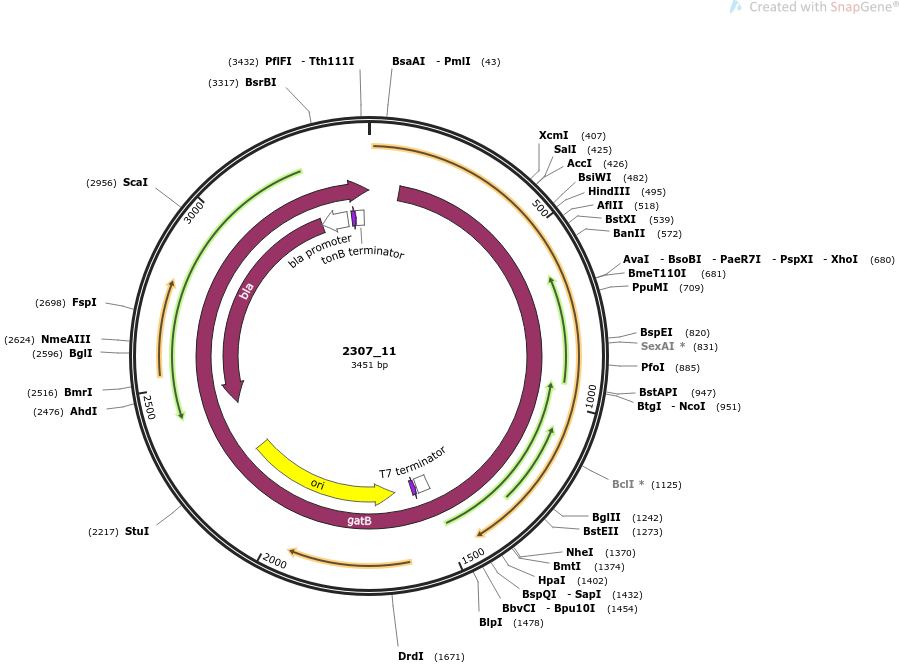 Created with SnapGene®
(3432) PflFI - Tth111I
BsaAI - PmlI (43)
(3317) BsrBI
XcmI (407)
SalI (425)
AccI (426)
BsiWI (482)
HindIII (495)
AflII (518)
BstXI (539)
BanII (572)
AvaI - BsoBI - PaeR7I - PspXI - XhoI (680)
BmeT110I (681)
PpuMI (709)
BspEI (820)
SexAI * (831)
PfoI (885)
BstAPI (947)
BtgI - NcoI (951)
BclI * (1125)
BglII (1242)
BstEII (1273)
NheI (1370)
BmtI (1374)
HpaI (1402)
BspQI - SapI (1432)
BbvCI - Bpu10I (1454)
BlpI (1478)
DrdI (1671)
(2217) StuI
(2476) AhdI
(2516) BmrI
(2596) BglI
(2624) NmeAIII
(2698) FspI
(2956) ScaI
500
1000
1500
2000
2500
3000
bla promoter
tonB terminator
bla
2307_11
3451 bp
T7 terminator
ori
gatB